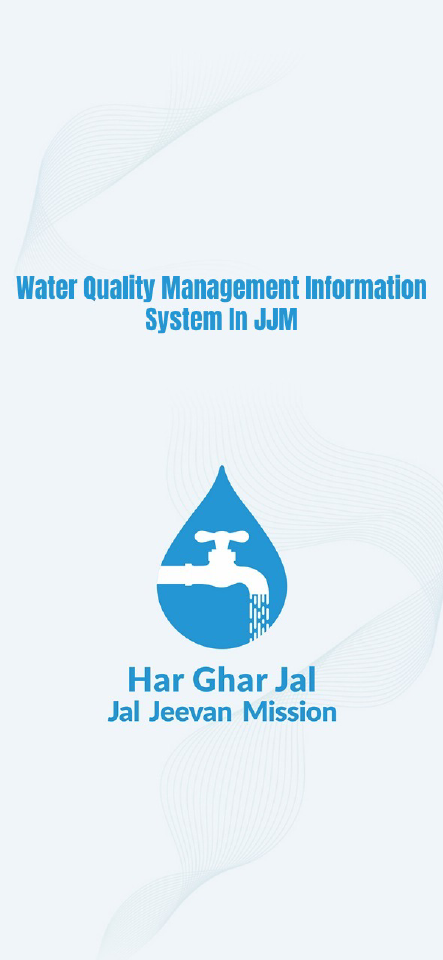 Water Quality Management Information
System In JJM
Har Ghar Jal
Jal Jeevan Mission